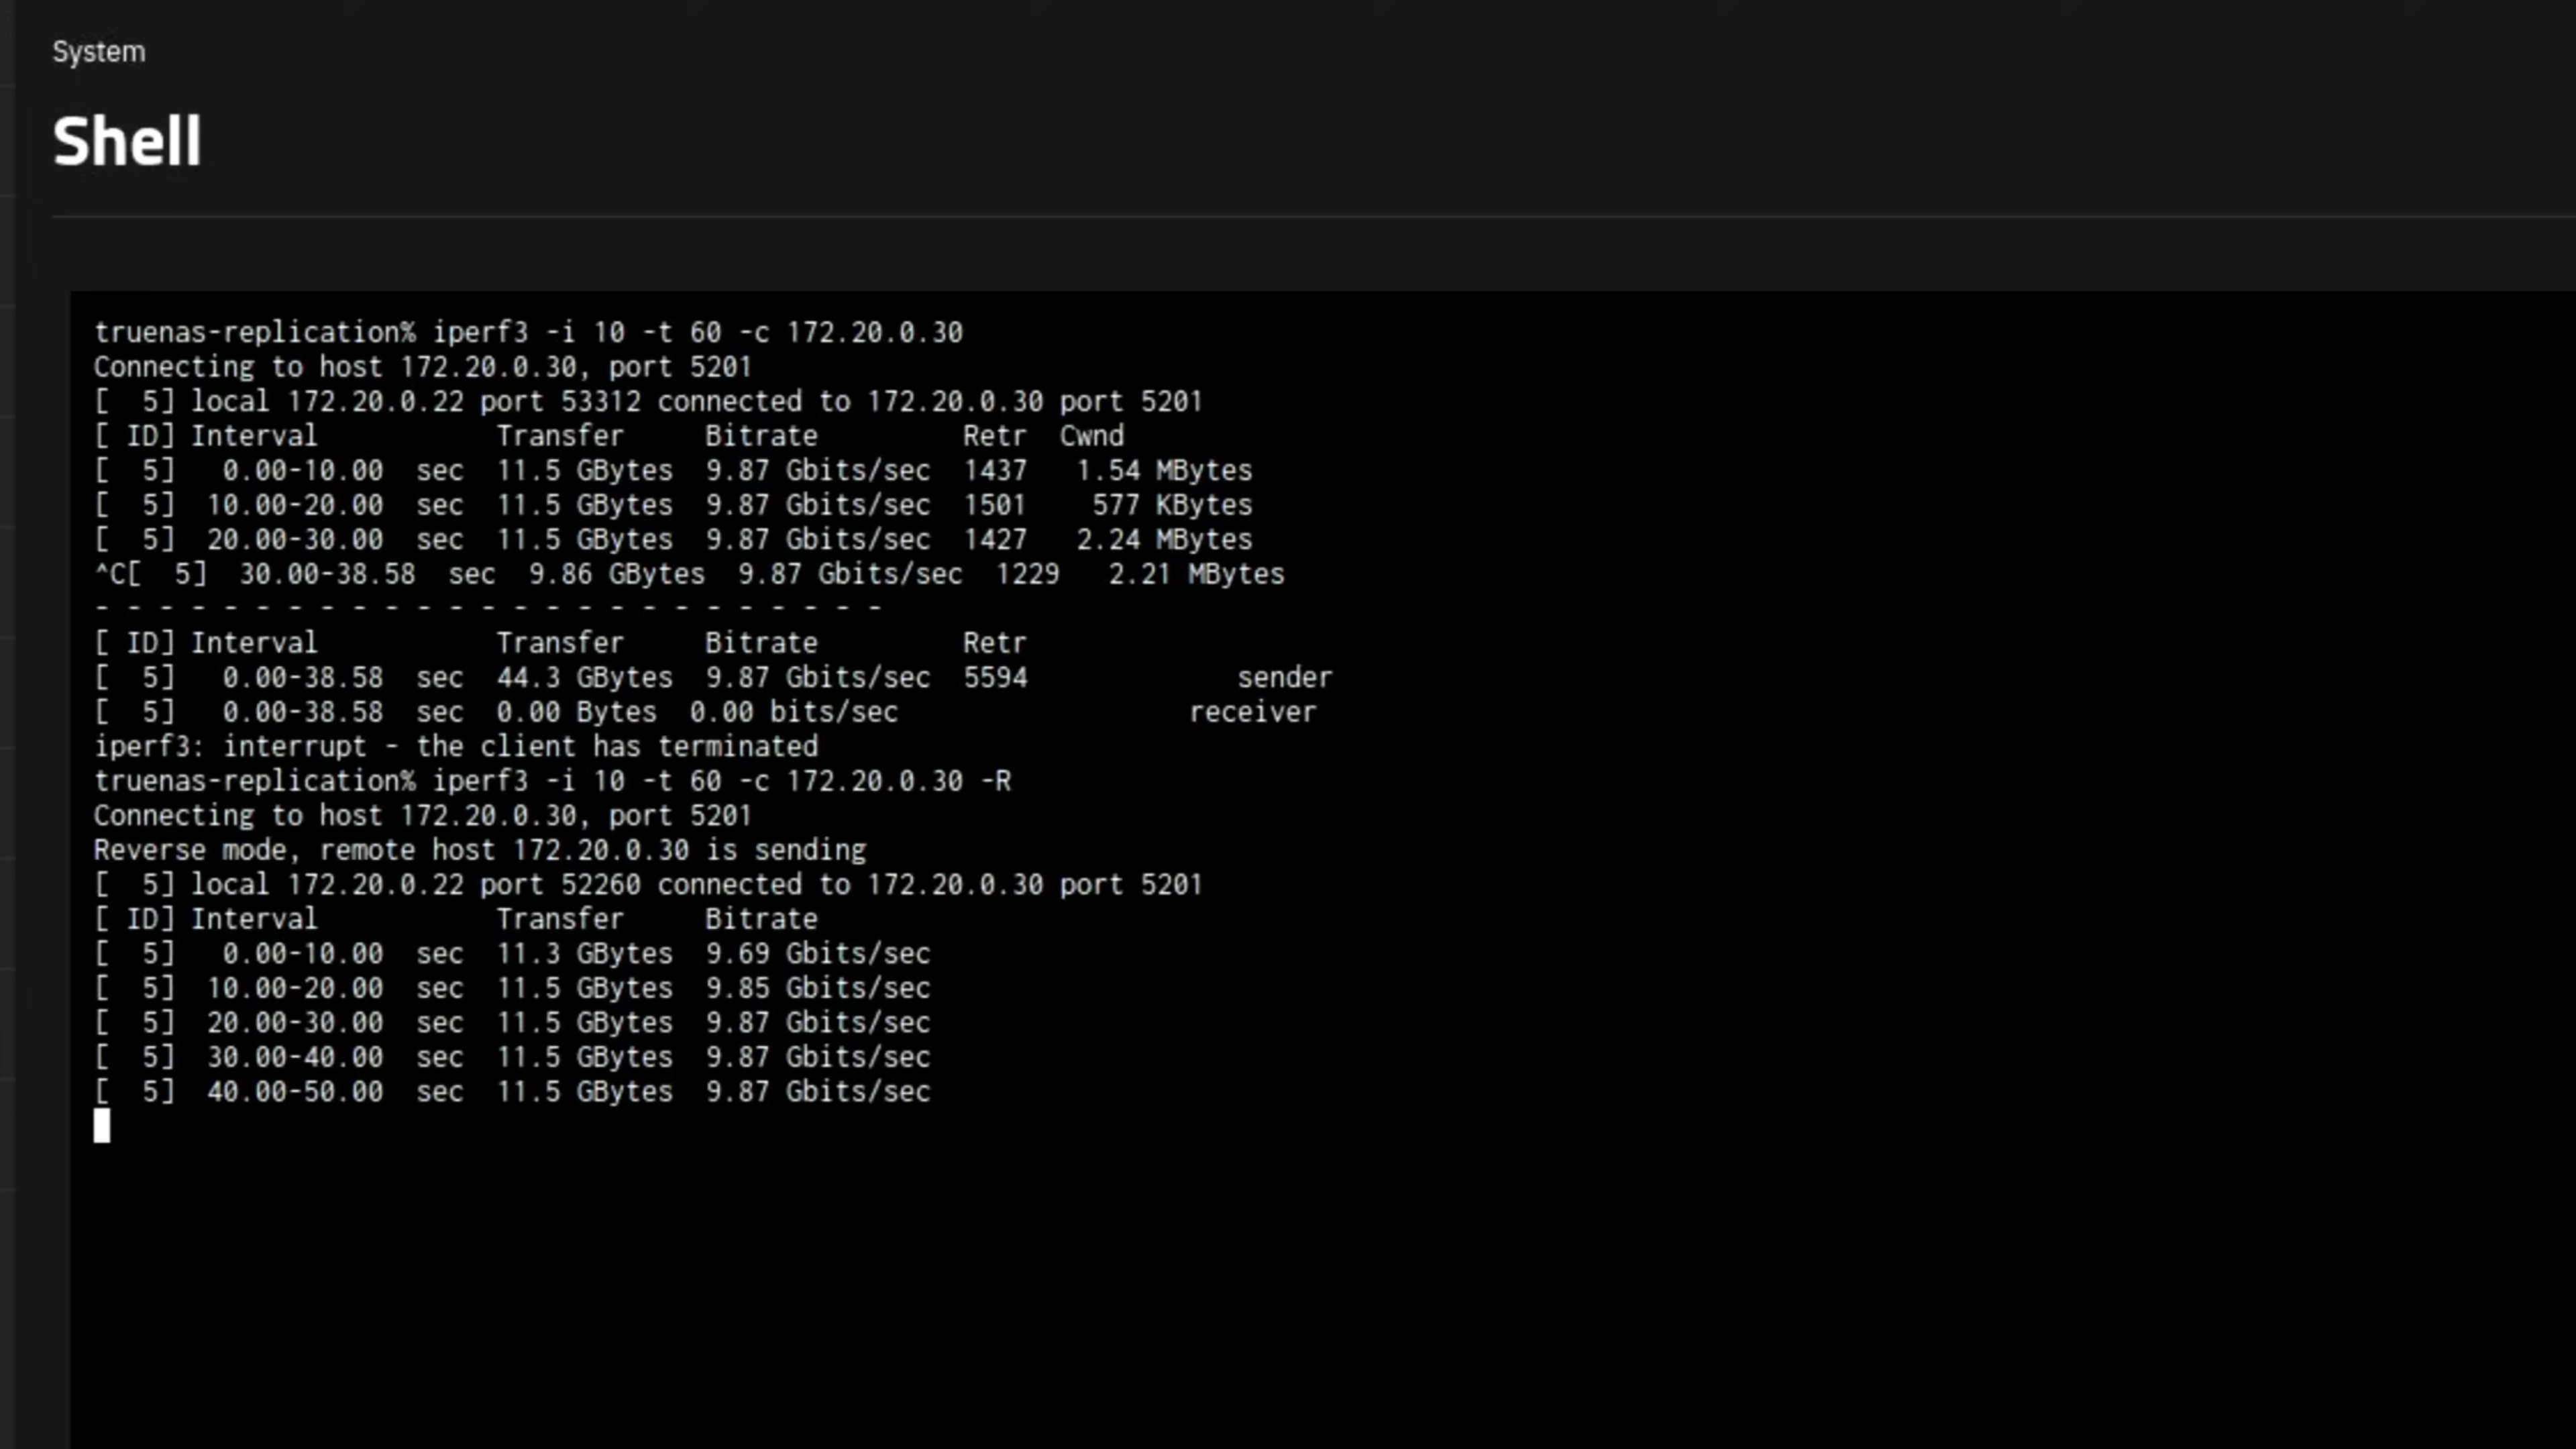 System
Shell
truenas-replication% iperf3 -i 10 -t 60 -c 172.20.0.30
Connecting to host 172.20.0.30, port 5201
[  5] local 172.20.0.22 port 53312 connected to 172.20.0.30 port 5201
[ ID] Interval           Transfer     Bitrate         Retr  Cwnd
[  5]   0.00-10.00  sec  11.5 GBytes  9.87 Gbits/sec  1437   1.54 MBytes
[  5]  10.00-20.00  sec  11.5 GBytes  9.87 Gbits/sec  1501    577 KBytes
[  5]  20.00-30.00  sec  11.5 GBytes  9.87 Gbits/sec  1427   2.24 MBytes
^C[  5]  30.00-38.58  sec  9.86 GBytes  9.87 Gbits/sec  1229   2.21 MBytes
- - - - - - - - - - - - - - - - - - - - - - - - -
[ ID] Interval           Transfer     Bitrate         Retr
[  5]   0.00-38.58  sec  44.3 GBytes  9.87 Gbits/sec  5594             sender
[  5]   0.00-38.58  sec  0.00 Bytes  0.00 bits/sec                  receiver
iperf3: interrupt - the client has terminated
truenas-replication% iperf3 -i 10 -t 60 -c 172.20.0.30 -R
Connecting to host 172.20.0.30, port 5201
Reverse mode, remote host 172.20.0.30 is sending
[  5] local 172.20.0.22 port 52260 connected to 172.20.0.30 port 5201
[ ID] Interval           Transfer     Bitrate
[  5]   0.00-10.00  sec  11.3 GBytes  9.69 Gbits/sec
[  5]  10.00-20.00  sec  11.5 GBytes  9.85 Gbits/sec
[  5]  20.00-30.00  sec  11.5 GBytes  9.87 Gbits/sec
[  5]  30.00-40.00  sec  11.5 GBytes  9.87 Gbits/sec
[  5]  40.00-50.00  sec  11.5 GBytes  9.87 Gbits/sec